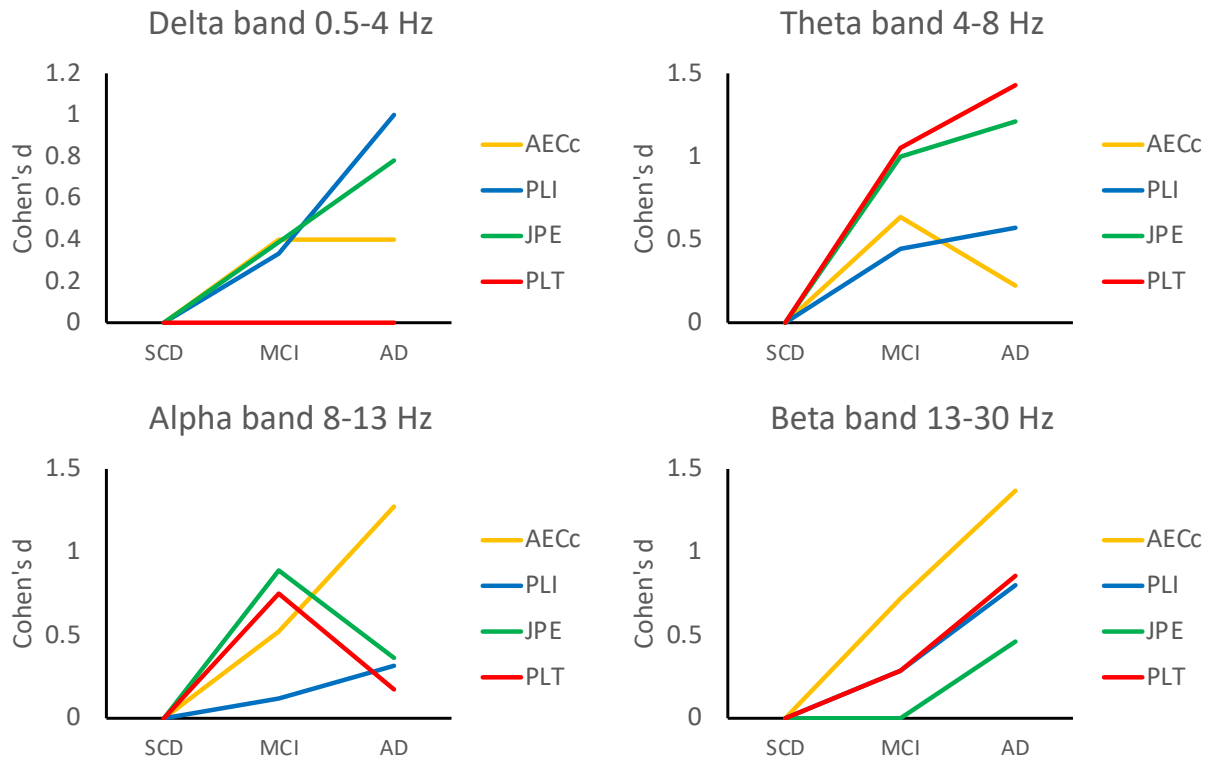 Delta band 0.5-4 Hz
1.2
1
0.8
0.6
0.4
0.2
0
Cohen's d
SCD MCI AD
AECc
PLI
JPE
PLT
Theta band 4-8 Hz
1.5
1
0.5
0
Cohen's d
SCD MCI AD
AECc
PLI
JPE
PLT
Alpha band 8-13 Hz
1.5
1
0.5
0
Cohen's d
SCD MCI AD
AECc
PLI
JPE
PLT
Beta band 13-30 Hz
1.5
1
0.5
0
Cohen's d
SCD MCI AD
AECc
PLI
JPE
PLT